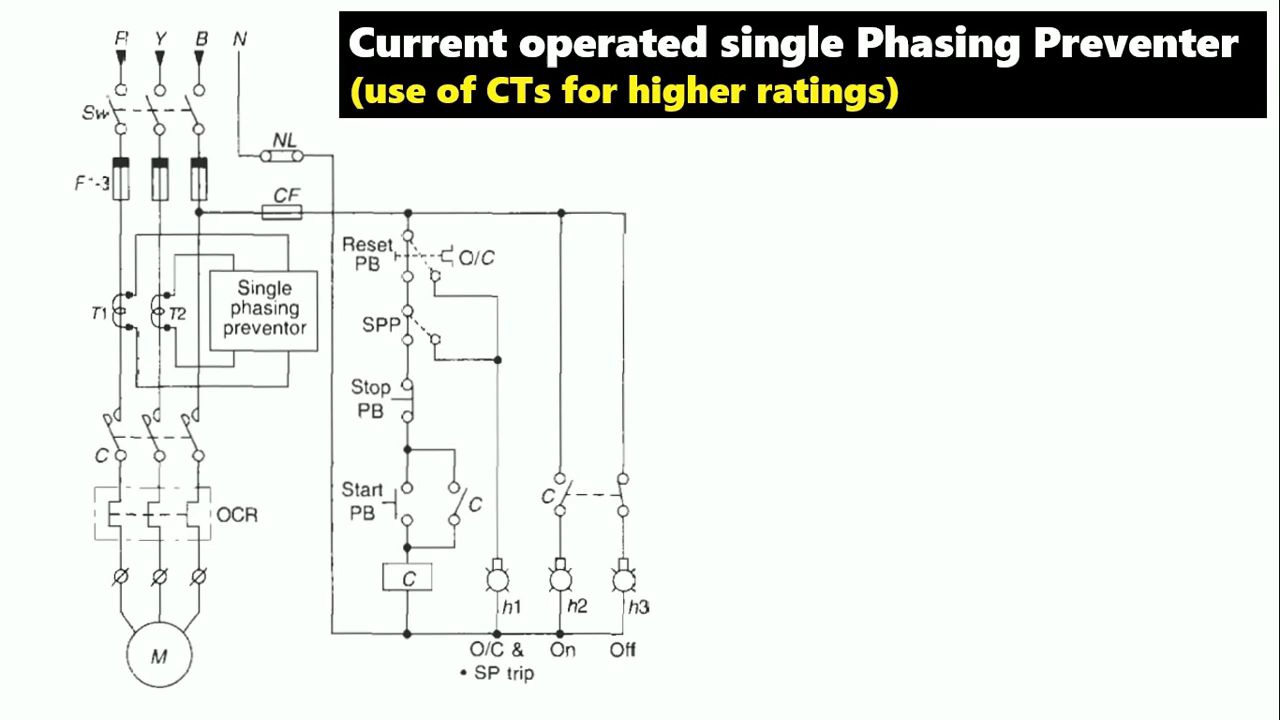 Current operated single Phasing Preventer
(use of CTs for higher ratings)
R Y B N
Sw
NL
F1-3
CF
Reset
PB
O/C
Single
phasing
preventor
T1
T2
SPP
Stop
PB
C
Start
PB
C
C
OCR
C
h1
h2
h3
M
O/C &
• SP trip
On
Off